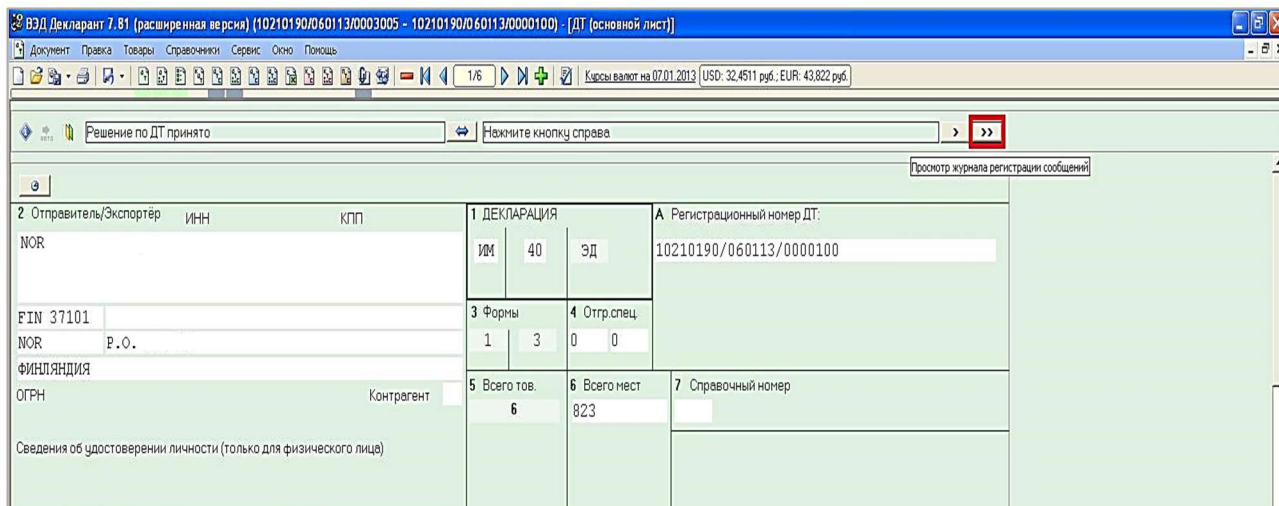 ВЭД Декларант 7.81 (расширенная версия) (10210190/060113/0003005 - 10210190/060113/0000100) - [ДТ (основной лист)]
Документ Правка Товары Справочники Сервис Окно Помощь
1/6 Курсы валют на 07.01.2013 USD: 32,4511 руб.; EUR: 43,822 руб.
Решение по ДТ принято Нажмите кнопку справа > >>
Просмотр журнала регистрации сообщений
2 Отправитель/Экспортёр ИНН КПП
NOR
FIN 37101
NOR P.O.
ФИНЛЯНДИЯ
ОГРН Контрагент
Сведения об удостоверении личности (только для физического лица)
1 ДЕКЛАРАЦИЯ
ИМ 40 ЭД
3 Формы 4 Отгр.спец.
1 3 0 0
5 Всего тов. 6 Всего мест 7 Справочный номер
6 823
A Регистрационный номер ДТ:
10210190/060113/0000100